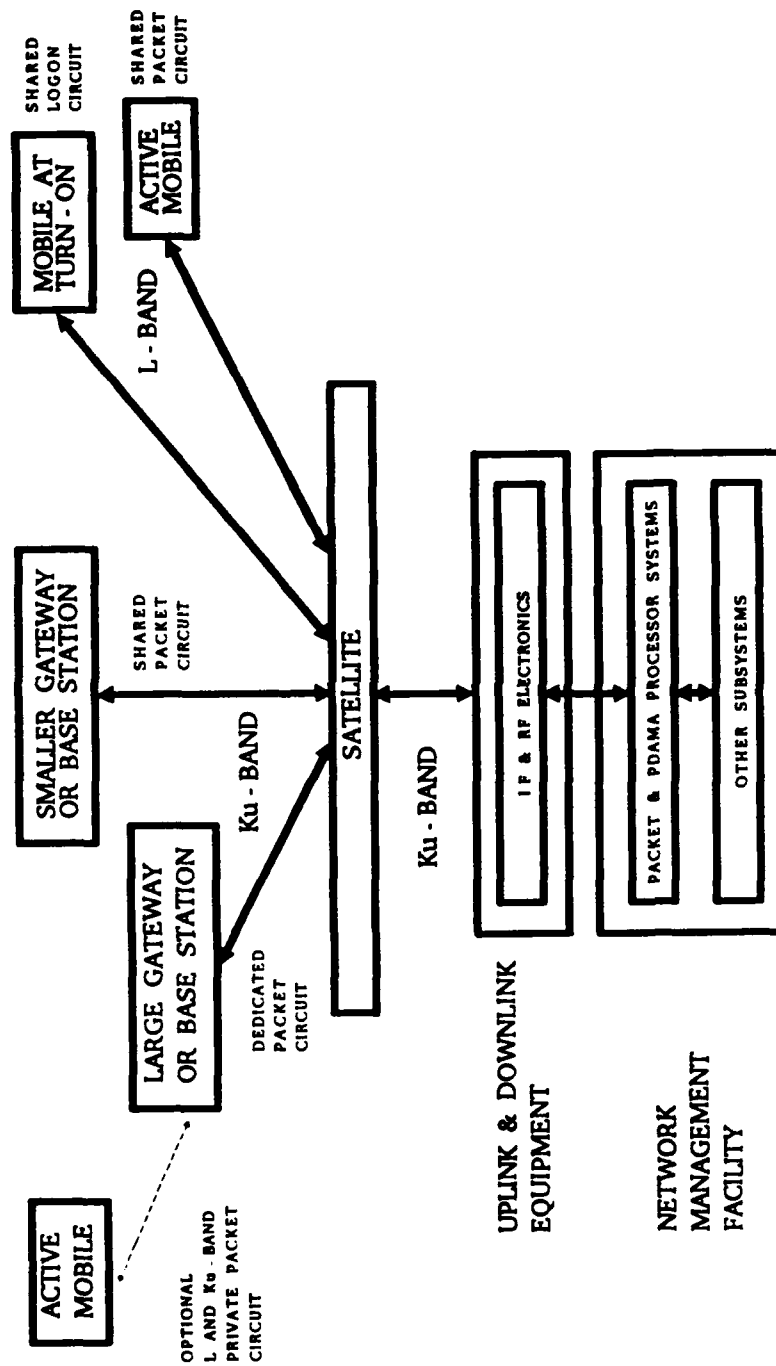 ACTIVE
MOBILE
OPTIONAL
L AND Ku - BAND
PRIVATE PACKET
CIRCUIT
LARGE GATEWAY
OR BASE STATION
DEDICATED
PACKET
CIRCUIT
SMALLER GATEWAY
OR BASE STATION
SHARED
PACKET
CIRCUIT
Ku - BAND
MOBILE AT
TURN - ON
SHARED
LOGON
CIRCUIT
ACTIVE
MOBILE
SHARED
PACKET
CIRCUIT
L - BAND
SATELLITE
Ku - BAND
UPLINK & DOWNLINK
EQUIPMENT
IF & RF ELECTRONICS
NETWORK
MANAGEMENT
FACILITY
PACKET & PDAMA PROCESSOR SYSTEMS
OTHER SUBSYSTEMS